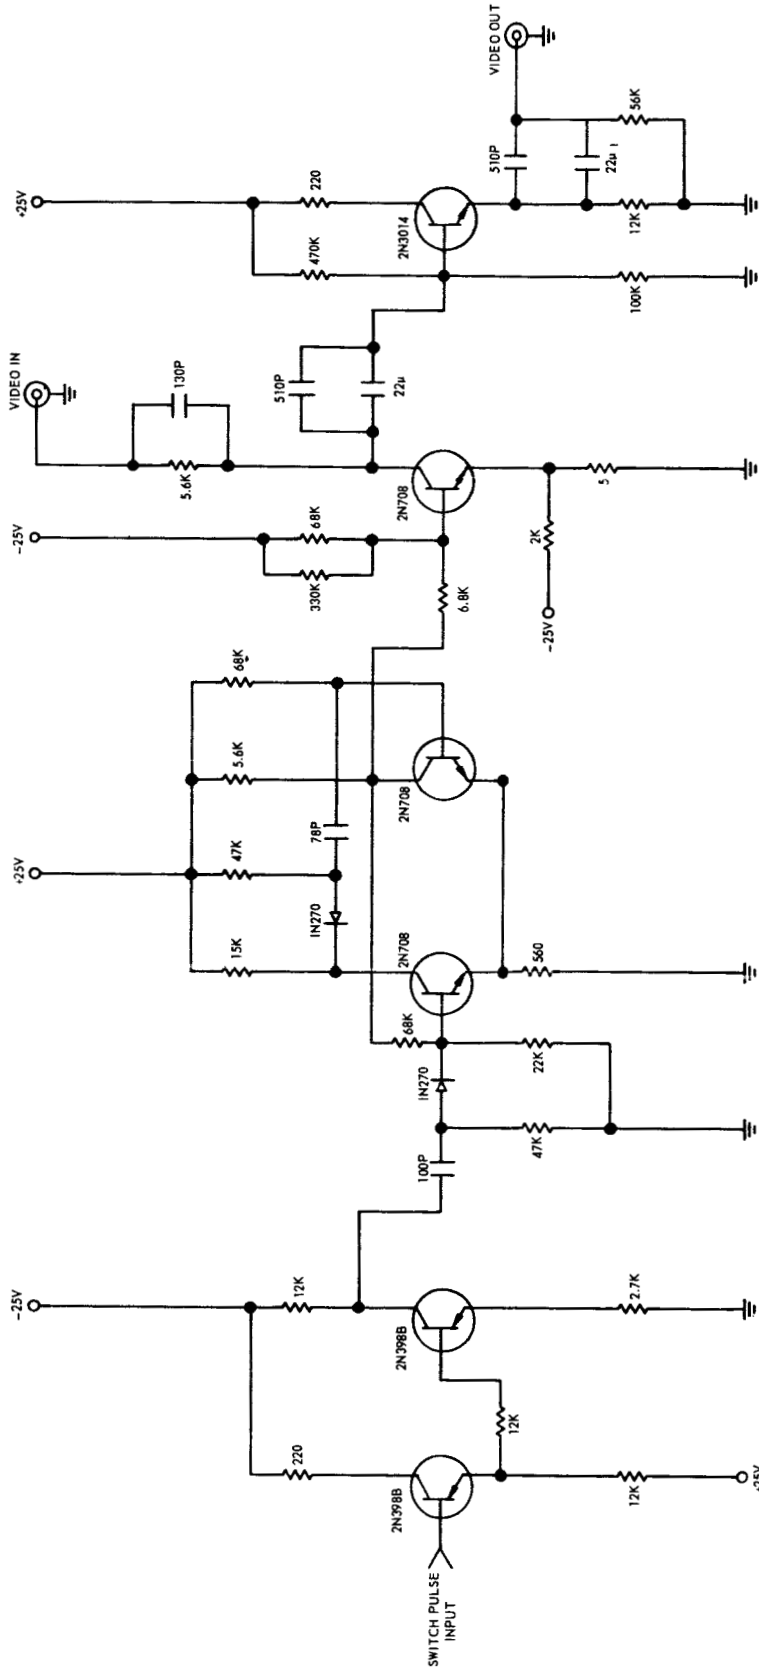 SWITCH PULSE
INPUT
2N398B
220
12K
+25V
12K
-25V
12K
2N398B
2.7K
100P
47K
IN270
68K
22K
15K
2N708
560
IN270
+25V
47K
78P
5.6K
2N708
68K
6.8K
-25V
330K
68K
2N708
-25V
2K
5
VIDEO IN
5.6K
130P
510P
22μ
470K
100K
+25V
220
2N3014
12K
510P
22μ
56K
VIDEO OUT